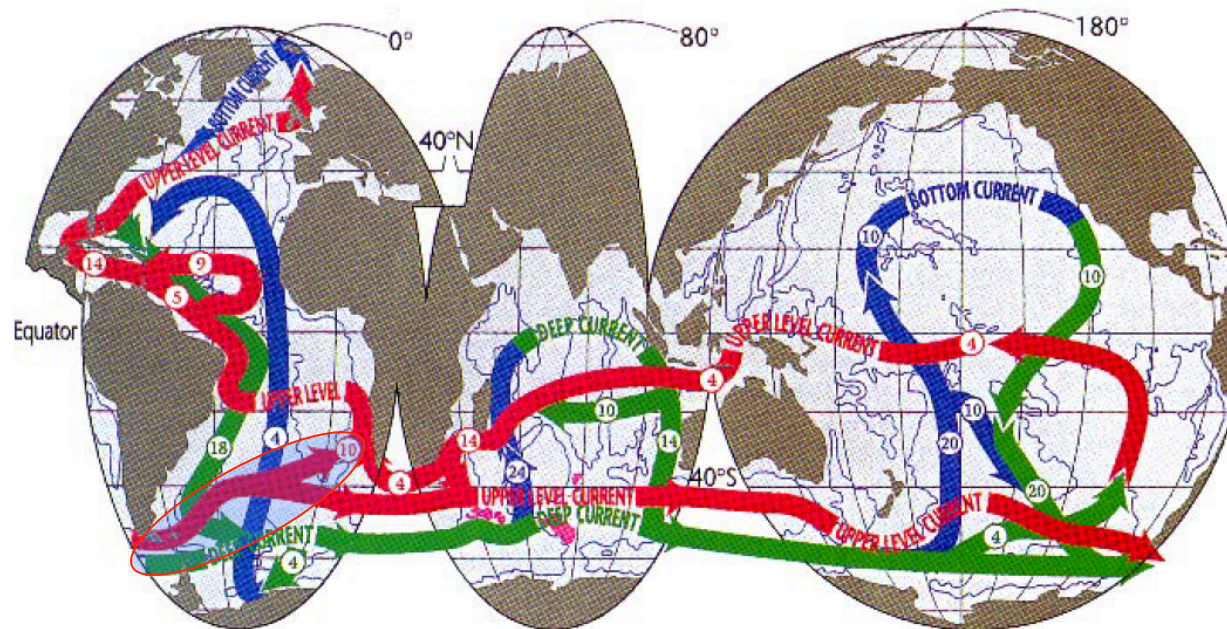 0°
80°
180°
BOTTOM CURRENT
UPPER LEVEL CURRENT
40°N
BOTTOM CURRENT
10
10
14
9
5
Equator
DEEP CURRENT
UPPER LEVEL CURRENT
4
4
UPPER LEVEL
10
10
18
4
10
14
14
20
4
24
40°S
20
UPPER LEVEL CURRENT
DEEP CURRENT
UPPER LEVEL CURRENT
DEEP CURRENT
4
4